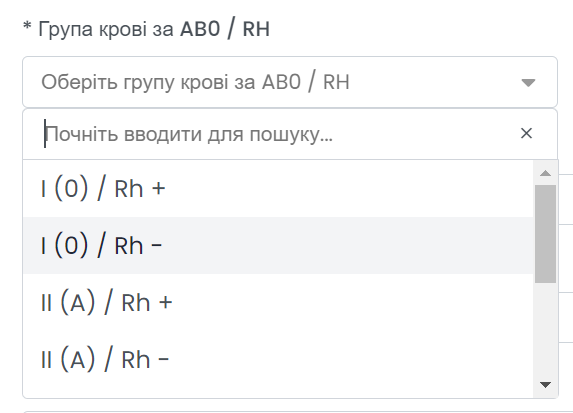 * Група крові за AB0 / RH
Оберіть групу крові за AB0 / RH
Почніть вводити для пошуку...
I (0) / Rh +
I (0) / Rh -
II (A) / Rh +
II (A) / Rh -